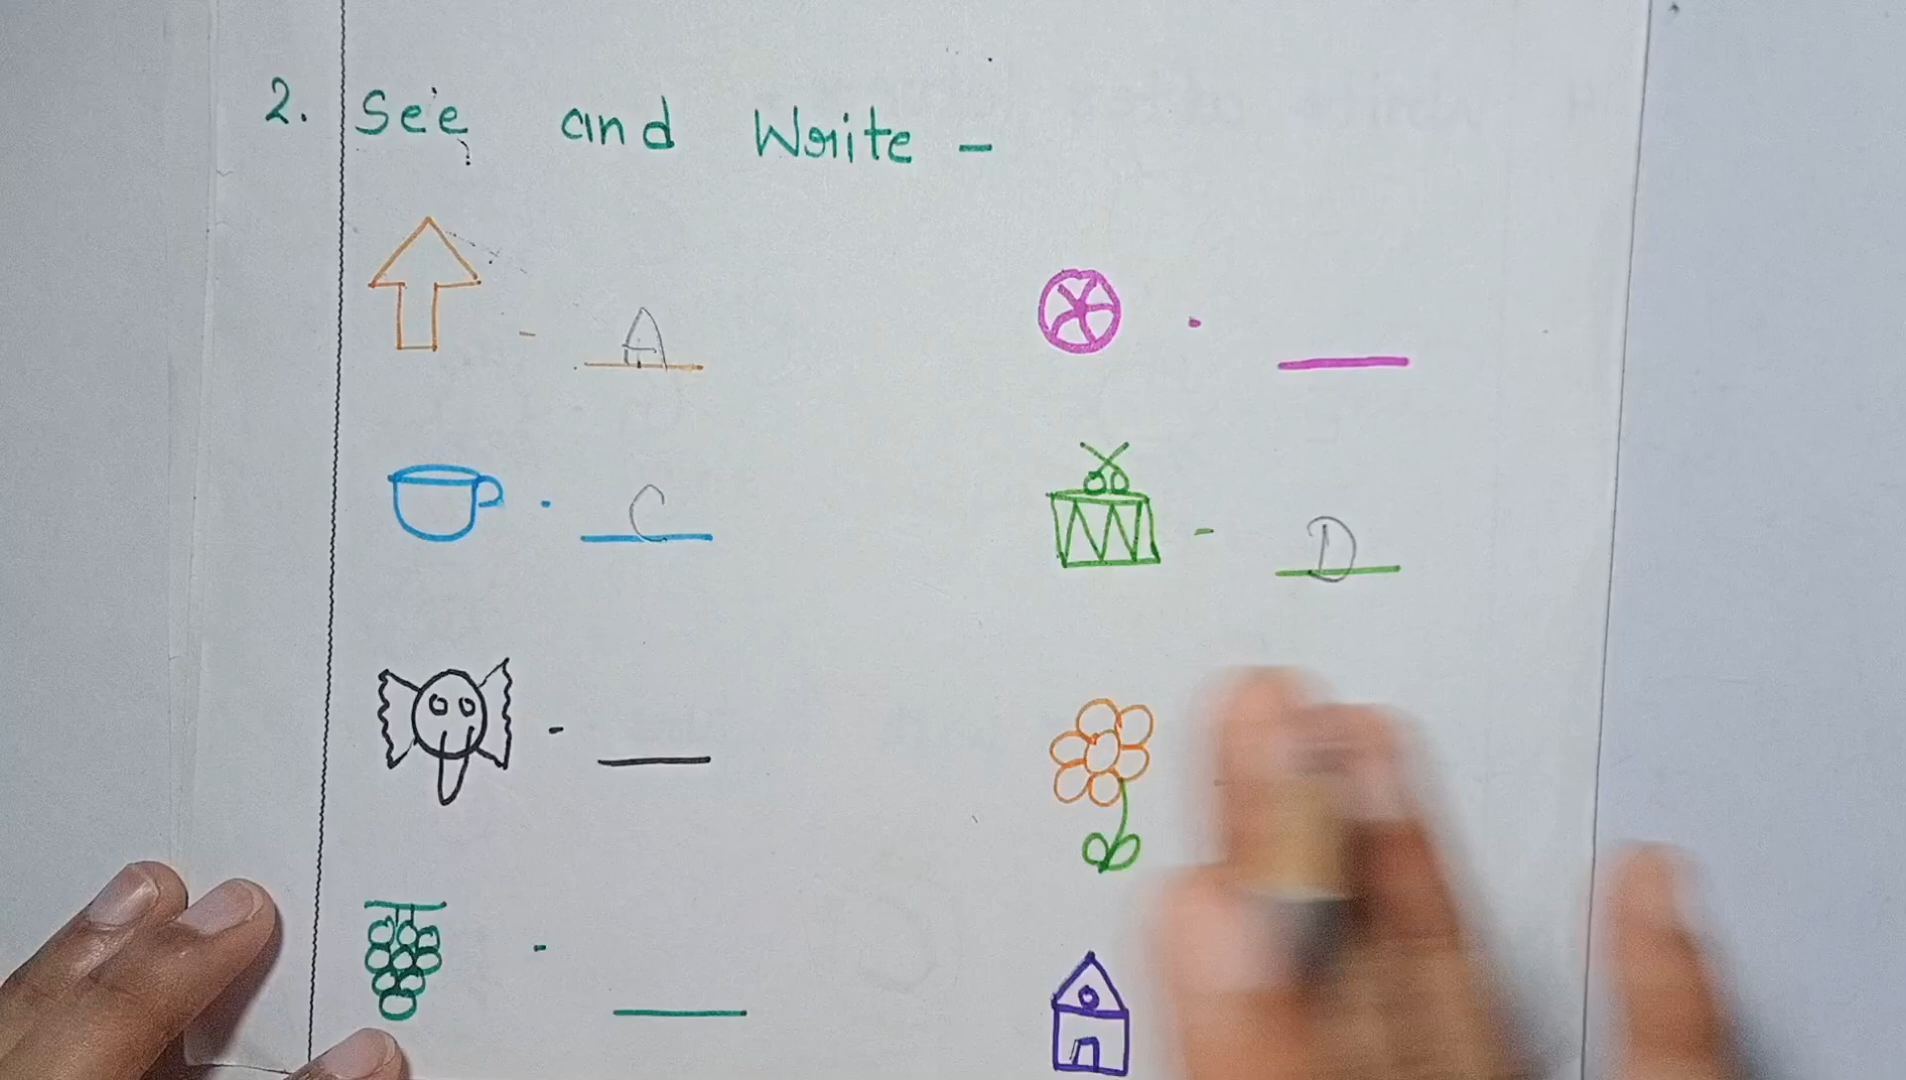 2. See and Write -
- A
- C
- D